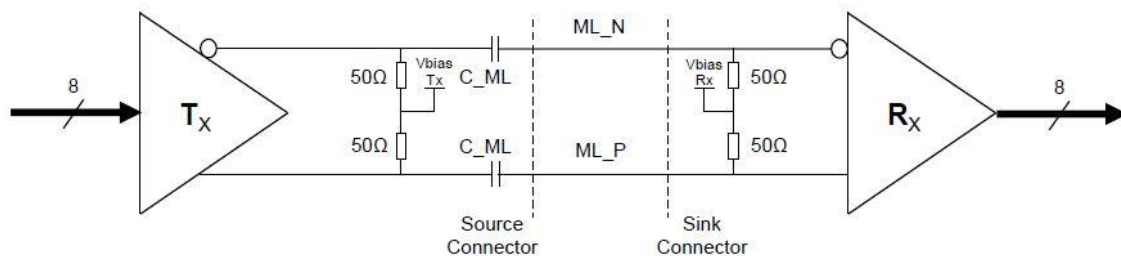 ML_N
8
50Ω
Vbias
Tx
C_ML
Vbias
Rx
50Ω
8
TX
RX
50Ω
C_ML
ML_P
50Ω
Source
Connector
Sink
Connector